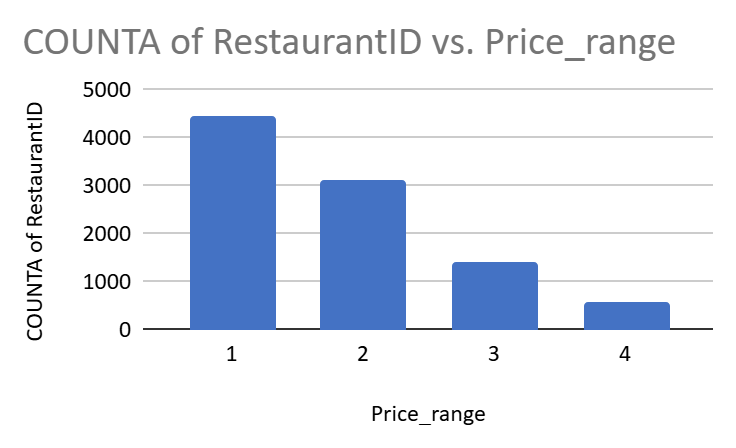 COUNTA of RestaurantID vs. Price_range
COUNTA of RestaurantID
5000
4000
3000
2000
1000
0
1 2 3 4
Price_range